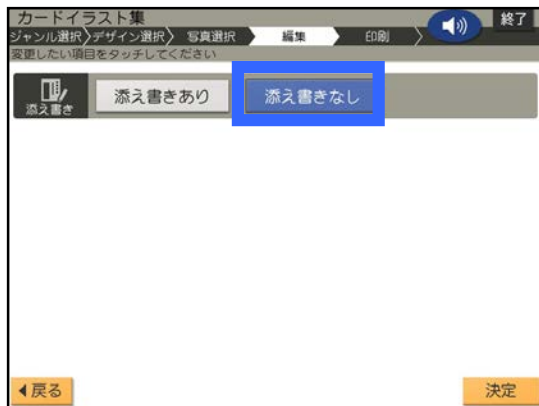 カードイラスト集
終了
ジャンル選択〉デザイン選択〉 写真選択 編集 印刷 〉
変更したい項目をタッチしてください
添え書き 添え書きあり 添え書きなし
戻る 決定